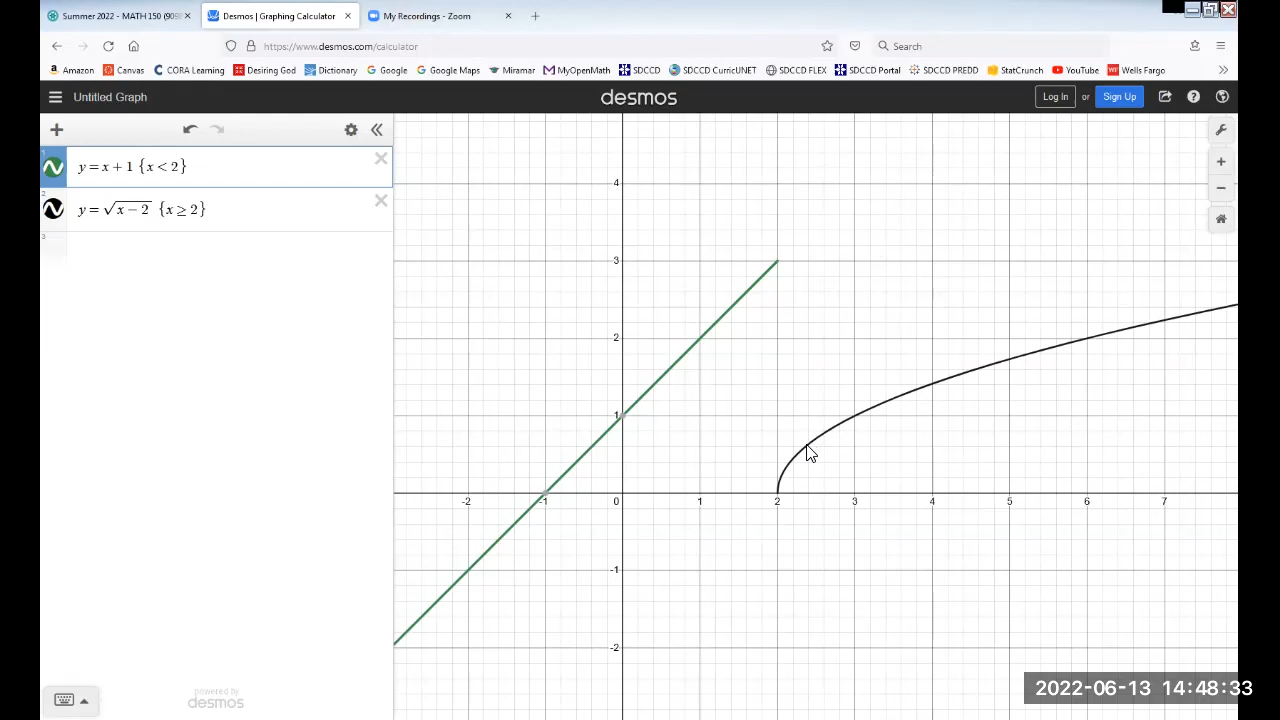 Summer 2022 - MATH 150 (9098
Desmos | Graphing Calculator
My Recordings - Zoom
https://www.desmos.com/calculator
Search
Amazon Canvas CORA Learning Desiring God Dictionary Google Google Maps Miramar MyOpenMath SDCCD SDCCD CurricUNET SDCCD FLEX SDCCD Portal SDCCD PREDD StatCrunch YouTube Wells Fargo
Untitled Graph
desmos
Log In or Sign Up
1
y = x + 1 {x < 2}
2
y = √x − 2 {x ≥ 2}
3
4
3
2
1
-2 -1 0 1 2 3 4 5 6 7
-1
-2
powered by
desmos
2022-06-13 14:48:33